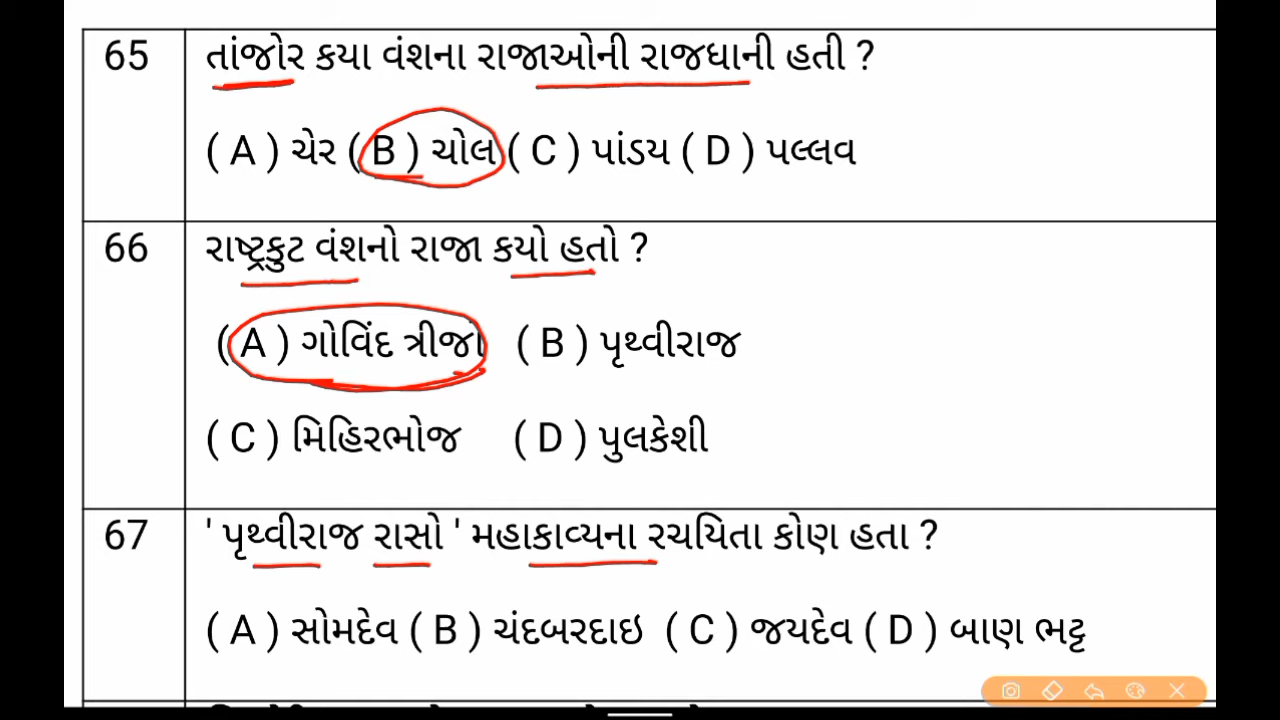 65 તાંજોર કયા વંશના રાજાઓની રાજધાની હતી ?
( A ) ચેર ( B ) ચોલ ( C ) પાંડય ( D ) પલ્લવ
66 રાષ્ટ્રકુટ વંશનો રાજા કયો હતો ?
( A ) ગોવિંદ ત્રીજો ( B ) પૃથ્વીરાજ
( C ) મિહિરભોજ ( D ) પુલકેશી
67 ' પૃથ્વીરાજ રાસો ' મહાકાવ્યના રચયિતા કોણ હતા ?
( A ) સોમદેવ ( B ) ચંદબરદાઇ ( C ) જયદેવ ( D ) બાણ ભટ્ટ